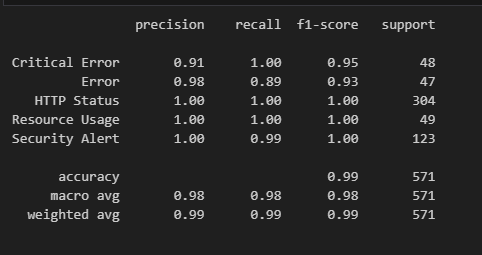 precision recall f1-score support
Critical Error 0.91 1.00 0.95 48
Error 0.98 0.89 0.93 47
HTTP Status 1.00 1.00 1.00 304
Resource Usage 1.00 1.00 1.00 49
Security Alert 1.00 0.99 1.00 123
accuracy 0.99 571
macro avg 0.98 0.98 0.98 571
weighted avg 0.99 0.99 0.99 571